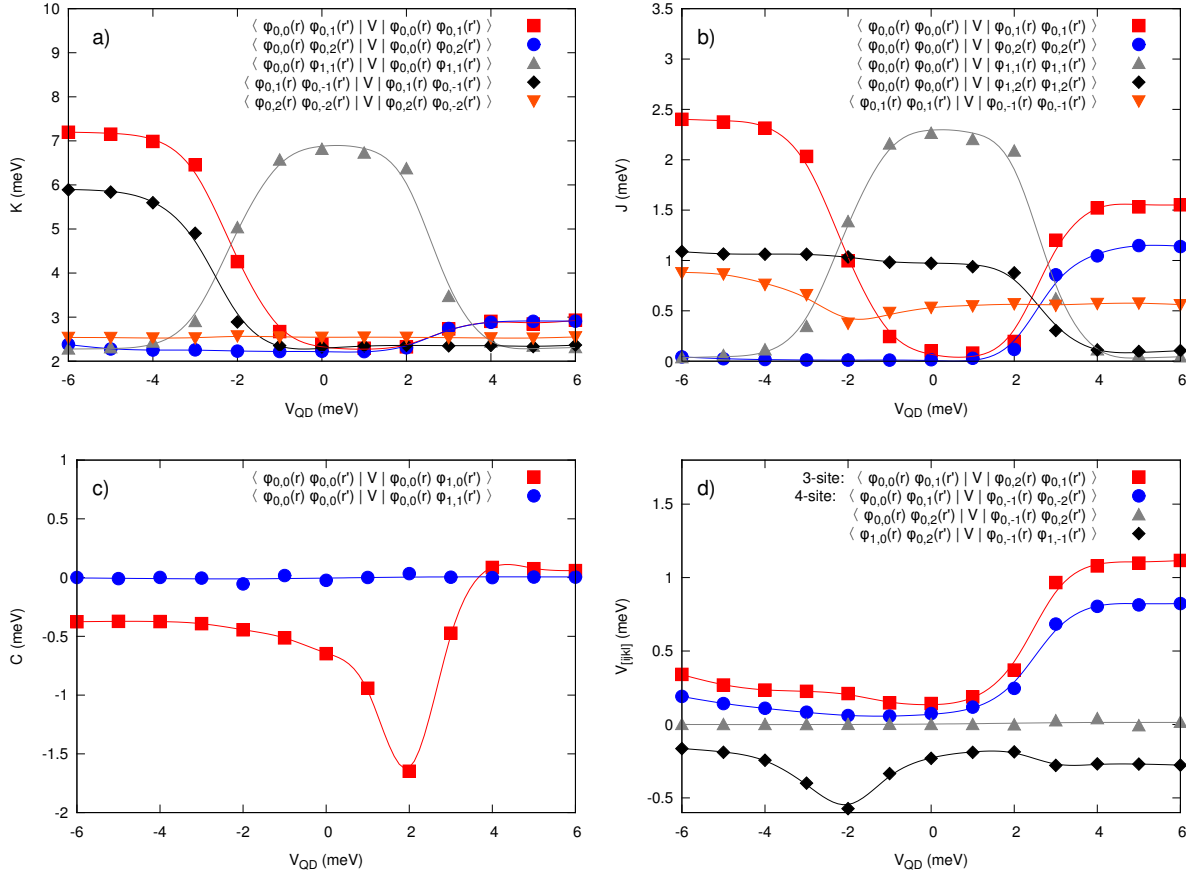 a)
⟨ φ0,0(r) φ0,1(r') | V | φ0,0(r) φ0,1(r') ⟩
⟨ φ0,0(r) φ0,2(r') | V | φ0,0(r) φ0,2(r') ⟩
⟨ φ0,0(r) φ1,1(r') | V | φ0,0(r) φ1,1(r') ⟩
⟨ φ0,1(r) φ0,-1(r') | V | φ0,1(r) φ0,-1(r') ⟩
⟨ φ0,2(r) φ0,-2(r') | V | φ0,2(r) φ0,-2(r') ⟩
10
9
8
7
6
5
4
3
2
K (meV)
-6 -4 -2 0 2 4 6
VQD (meV)
b)
⟨ φ0,0(r) φ0,0(r') | V | φ0,1(r) φ0,1(r') ⟩
⟨ φ0,0(r) φ0,0(r') | V | φ0,2(r) φ0,2(r') ⟩
⟨ φ0,0(r) φ0,0(r') | V | φ1,1(r) φ1,1(r') ⟩
⟨ φ0,0(r) φ0,0(r') | V | φ1,2(r) φ1,2(r') ⟩
⟨ φ0,1(r) φ0,1(r') | V | φ0,-1(r) φ0,-1(r') ⟩
3.5
3
2.5
2
1.5
1
0.5
0
J (meV)
-6 -4 -2 0 2 4 6
VQD (meV)
c)
⟨ φ0,0(r) φ0,0(r') | V | φ0,0(r) φ1,0(r') ⟩
⟨ φ0,0(r) φ0,0(r') | V | φ0,0(r) φ1,1(r') ⟩
1
0.5
0
-0.5
-1
-1.5
-2
C (meV)
-6 -4 -2 0 2 4 6
VQD (meV)
d)
3-site: ⟨ φ0,0(r) φ0,1(r') | V | φ0,2(r) φ0,1(r') ⟩
4-site: ⟨ φ0,0(r) φ0,1(r') | V | φ0,-1(r) φ0,-2(r') ⟩
⟨ φ0,0(r) φ0,2(r') | V | φ0,-1(r) φ0,2(r') ⟩
⟨ φ1,0(r) φ0,2(r') | V | φ0,-1(r) φ1,-1(r') ⟩
1.5
1
0.5
0
-0.5
V[ijkl] (meV)
-6 -4 -2 0 2 4 6
VQD (meV)